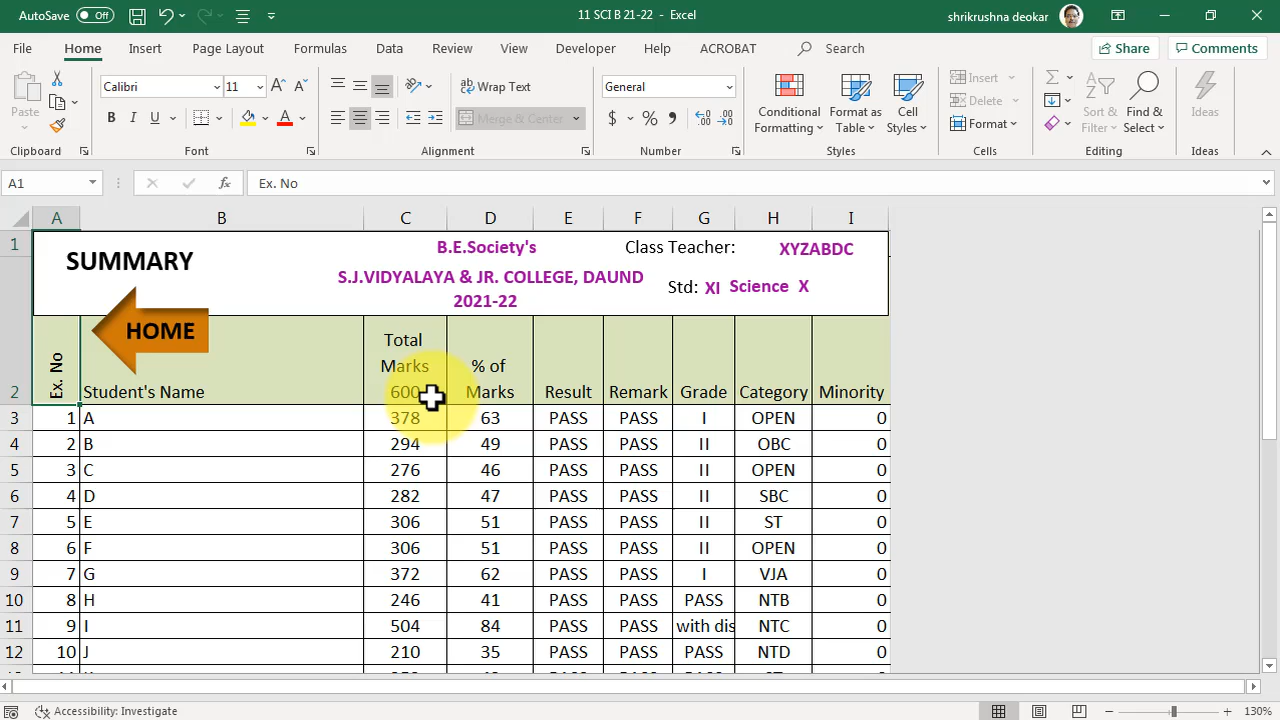 AutoSave Off
11 SCI B 21-22 - Excel
shrikrushna deokar
File Home Insert Page Layout Formulas Data Review View Developer Help ACROBAT Search Share Comments
Paste
Calibri 11
B I U
A A
ab Wrap Text
Merge & Center
General
$ % ,
Conditional Formatting
Format as Table
Cell Styles
Insert
Delete
Format
Sort & Filter
Find & Select
Ideas
Clipboard Font Alignment Number Styles Cells Editing Ideas
A1 fx Ex. No
A B C D E F G H I
1
SUMMARY
B.E.Society's
Class Teacher: XYZABDC
S.J.VIDYALAYA & JR. COLLEGE, DAUND
2021-22
Std: XI Science X
HOME
2 Ex. No Student's Name Total Marks 600 % of Marks Result Remark Grade Category Minority
3 1 A 378 63 PASS PASS I OPEN 0
4 2 B 294 49 PASS PASS II OBC 0
5 3 C 276 46 PASS PASS II OPEN 0
6 4 D 282 47 PASS PASS II SBC 0
7 5 E 306 51 PASS PASS II ST 0
8 6 F 306 51 PASS PASS II OPEN 0
9 7 G 372 62 PASS PASS I VJA 0
10 8 H 246 41 PASS PASS PASS NTB 0
11 9 I 504 84 PASS PASS with dis NTC 0
12 10 J 210 35 PASS PASS PASS NTD 0
Accessibility: Investigate
130%